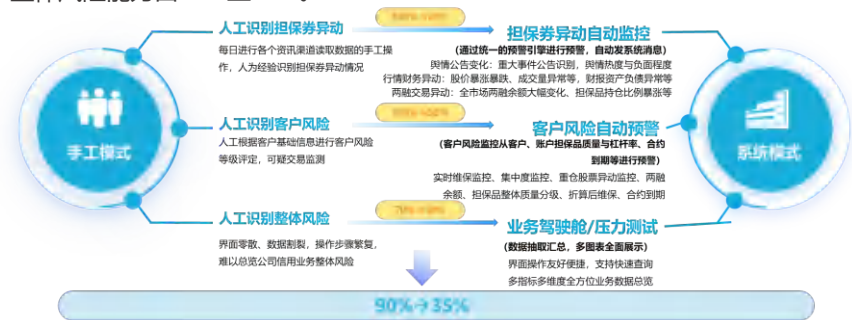 手工模式
人工识别担保券异动
每日进行各个资讯渠道读取数据的手工操
作，人为经验识别担保券异动情况
人工识别客户风险
人工根据客户基础信息进行客户风险
等级评定，可疑交易监测
人工识别整体风险
界面零散、数据割裂，操作步骤繁复，
难以总览公司信用业务整体风险
担保券异动自动监控
（通过统一的预警引擎进行预警，自动发系统消息）
舆情公告变化：重大事件公告识别，舆情热度与负面程度
行情财务异动：股价暴涨暴跌、成交量异常等，财报资产负债异常等
两融交易异动：全市场两融余额大幅变化、担保品持仓比例暴涨等
客户风险自动预警
（客户风险监控从客户、账户担保品质量与杠杆率、合约
到期等进行预警）
实时维保监控、集中度监控、重仓股票异动监控、两融
余额、担保品整体质量分级、折算后维保、合约到期
业务驾驶舱/压力测试
（数据抽取汇总，多图表全面展示）
界面操作友好便捷，支持快速查询
多指标多维度全方位业务数据总览
系统模式
90%→35%